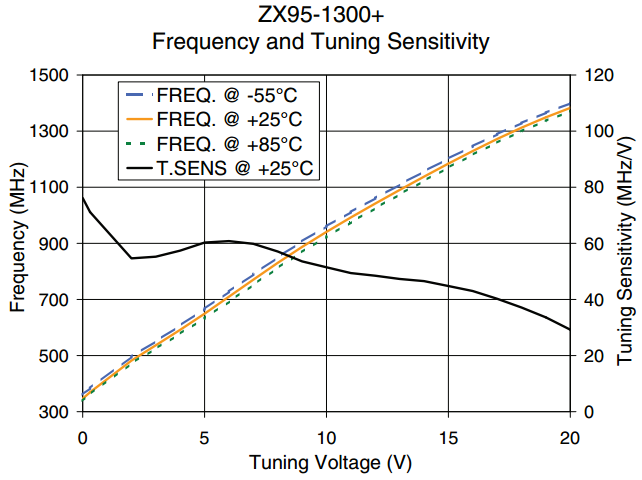 ZX95-1300+
Frequency and Tuning Sensitivity
FREQ. @ -55°C
FREQ. @ +25°C
FREQ. @ +85°C
T.SENS @ +25°C
Frequency (MHz)
1500
1300
1100
900
700
500
300
120
100
80
60
40
20
0
Tuning Sensitivity (MHz/V)
0 5 10 15 20
Tuning Voltage (V)